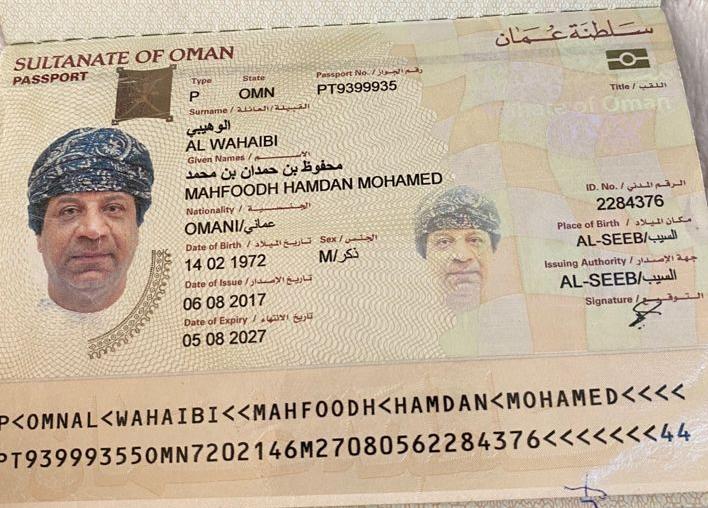 SULTANATE OF OMAN
سلطنة عمان
PASSPORT
Type
P
State
OMN
Passport No. / رقم الجواز
PT9399935
Title / اللقب
Surname / القبيلة / العائلة
الوهيبي
AL WAHAIBI
Given Names / الاسم
محفوظ بن حمدان بن محمد
MAHFOODH HAMDAN MOHAMED
Nationality / الجنسية
OMANI/عماني
Date of Birth / تاريخ الميلاد
14 02 1972
Sex / الجنس
M/ذكر
Date of Issue / تاريخ الإصدار
06 08 2017
Date of Expiry / تاريخ الانتهاء
05 08 2027
ID. No. / الرقم المدني
2284376
Place of Birth / مكان الميلاد
AL-SEEB/السيب
Issuing Authority / جهة الإصدار
AL-SEEB/السيب
Signature / التوقيع
P<OMNAL<WAHAIBI<<MAHFOODH<HAMDAN<MOHAMED<<<<
PT93999355OMN7202146M27080562284376<<<<<<<44